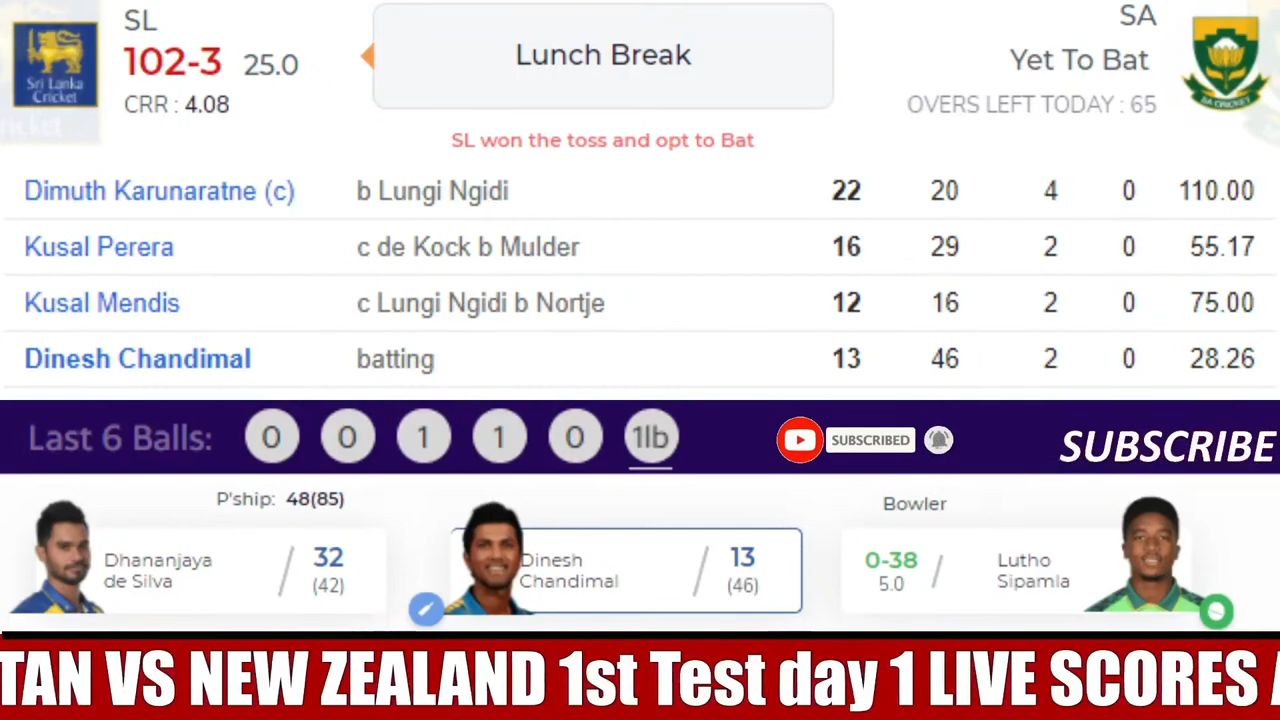 SL
102-3 25.0
CRR : 4.08
Sri Lanka
Cricket
Lunch Break
SA
Yet To Bat
OVERS LEFT TODAY : 65
SA CRICKET
SL won the toss and opt to Bat
Dimuth Karunaratne (c) b Lungi Ngidi 22 20 4 0 110.00
Kusal Perera c de Kock b Mulder 16 29 2 0 55.17
Kusal Mendis c Lungi Ngidi b Nortje 12 16 2 0 75.00
Dinesh Chandimal batting 13 46 2 0 28.26
Last 6 Balls: 0 0 1 1 0 1lb
SUBSCRIBED
SUBSCRIBE
P'ship: 48(85)
Bowler
Dhananjaya
de Silva
32
(42)
Dinesh
Chandimal
13
(46)
0-38
5.0
Lutho
Sipamla
TAN VS NEW ZEALAND 1st Test day 1 LIVE SCORES